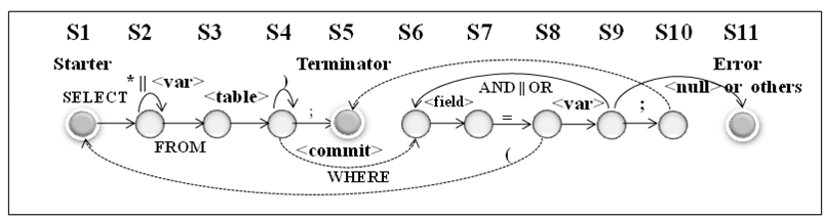 S1 S2 S3 S4 S5 S6 S7 S8 S9 S10 S11
Starter Terminator Error
* || <var> ) AND || OR <null> or others
SELECT <table> ; <field> = <var> ;
FROM <commit> (
WHERE